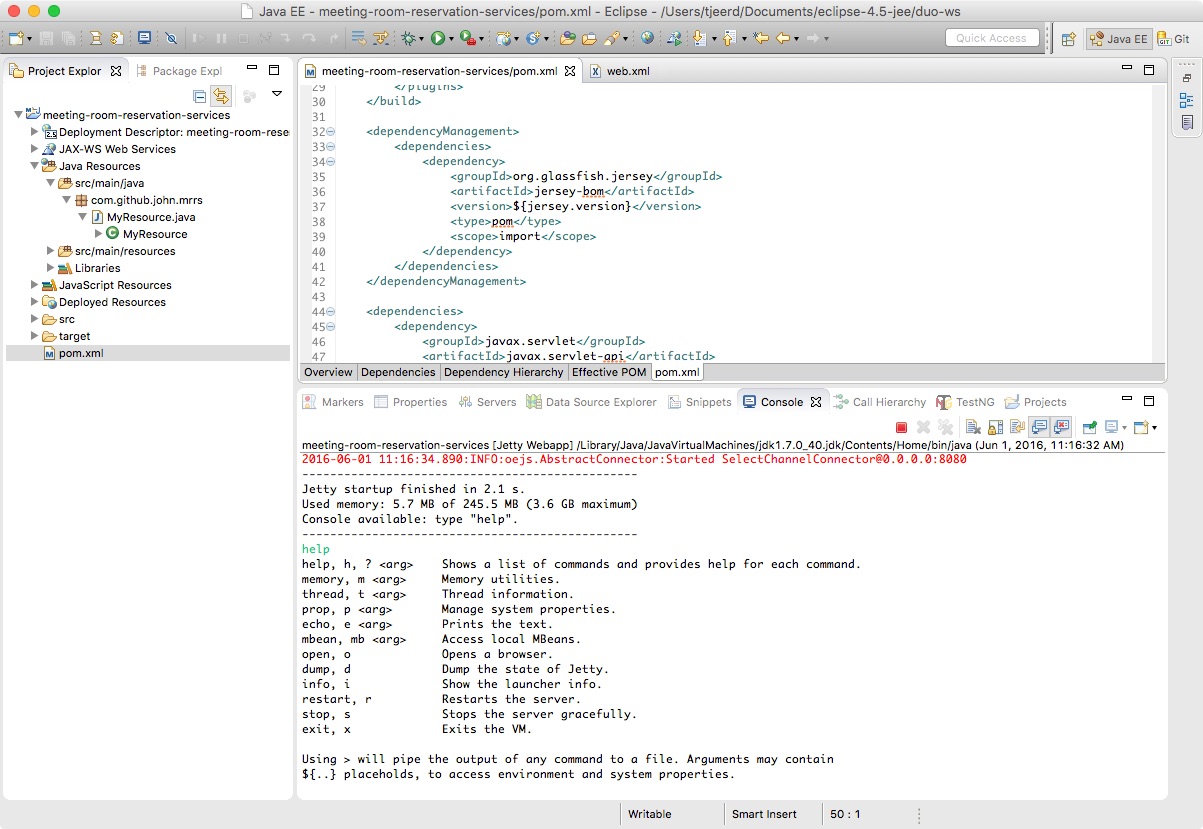 Java EE - meeting-room-reservation-services/pom.xml - Eclipse - /Users/tjeerd/Documents/eclipse-4.5-jee/duo-ws
Quick Access
Java EE
Git
Project Explor
Package Expl
meeting-room-reservation-services
Deployment Descriptor: meeting-room-rese
JAX-WS Web Services
Java Resources
src/main/java
com.github.john.mrrs
MyResource.java
MyResource
src/main/resources
Libraries
JavaScript Resources
Deployed Resources
src
target
pom.xml
meeting-room-reservation-services/pom.xml
web.xml
29 </plugins>
30 </build>
31
32 <dependencyManagement>
33 <dependencies>
34 <dependency>
35 <groupId>org.glassfish.jersey</groupId>
36 <artifactId>jersey-bom</artifactId>
37 <version>${jersey.version}</version>
38 <type>pom</type>
39 <scope>import</scope>
40 </dependency>
41 </dependencies>
42 </dependencyManagement>
43
44 <dependencies>
45 <dependency>
46 <groupId>javax.servlet</groupId>
47 <artifactId>javax.servlet-api</artifactId>
Overview Dependencies Dependency Hierarchy Effective POM pom.xml
Markers Properties Servers Data Source Explorer Snippets Console Call Hierarchy TestNG Projects
meeting-room-reservation-services [Jetty Webapp] /Library/Java/JavaVirtualMachines/jdk1.7.0_40.jdk/Contents/Home/bin/java (Jun 1, 2016, 11:16:32 AM)
2016-06-01 11:16:34.890:INFO:oejs.AbstractConnector:Started SelectChannelConnector@0.0.0.0:8080
------------------------------------------------
Jetty startup finished in 2.1 s.
Used memory: 5.7 MB of 245.5 MB (3.6 GB maximum)
Console available: type "help".
------------------------------------------------
help
help, h, ? <arg> Shows a list of commands and provides help for each command.
memory, m <arg> Memory utilities.
thread, t <arg> Thread information.
prop, p <arg> Manage system properties.
echo, e <arg> Prints the text.
mbean, mb <arg> Access local MBeans.
open, o Opens a browser.
dump, d Dump the state of Jetty.
info, i Show the launcher info.
restart, r Restarts the server.
stop, s Stops the server gracefully.
exit, x Exits the VM.
Using > will pipe the output of any command to a file. Arguments may contain
${..} placeholds, to access environment and system properties.
Writable
Smart Insert
50 : 1